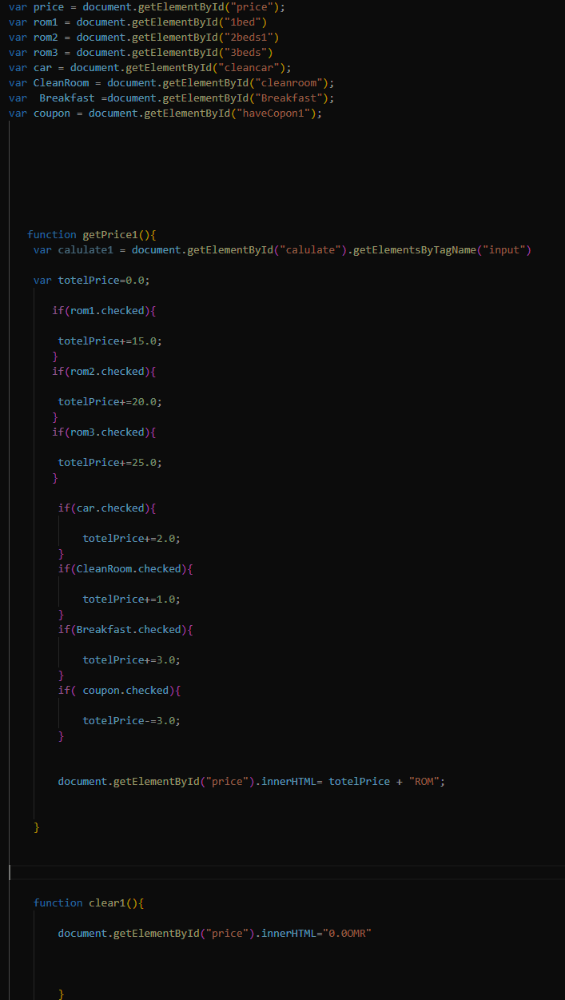 var price = document.getElementById("price");
var rom1 = document.getElementById("1bed")
var rom2 = document.getElementById("2beds1")
var rom3 = document.getElementById("3beds")
var car = document.getElementById("cleancar");
var CleanRoom = document.getElementById("cleanroom");
var  Breakfast =document.getElementById("Breakfast");
var coupon = document.getElementById("haveCopon1");
function getPrice1(){
var calulate1 = document.getElementById("calulate").getElementsByTagName("input")
var totelPrice=0.0;
if(rom1.checked){
totelPrice+=15.0;
}
if(rom2.checked){
totelPrice+=20.0;
}
if(rom3.checked){
totelPrice+=25.0;
}
if(car.checked){
totelPrice+=2.0;
}
if(CleanRoom.checked){
totelPrice+=1.0;
}
if(Breakfast.checked){
totelPrice+=3.0;
}
if( coupon.checked){
totelPrice-=3.0;
}
document.getElementById("price").innerHTML= totelPrice + "ROM";
}
function clear1(){
document.getElementById("price").innerHTML="0.0OMR"
}